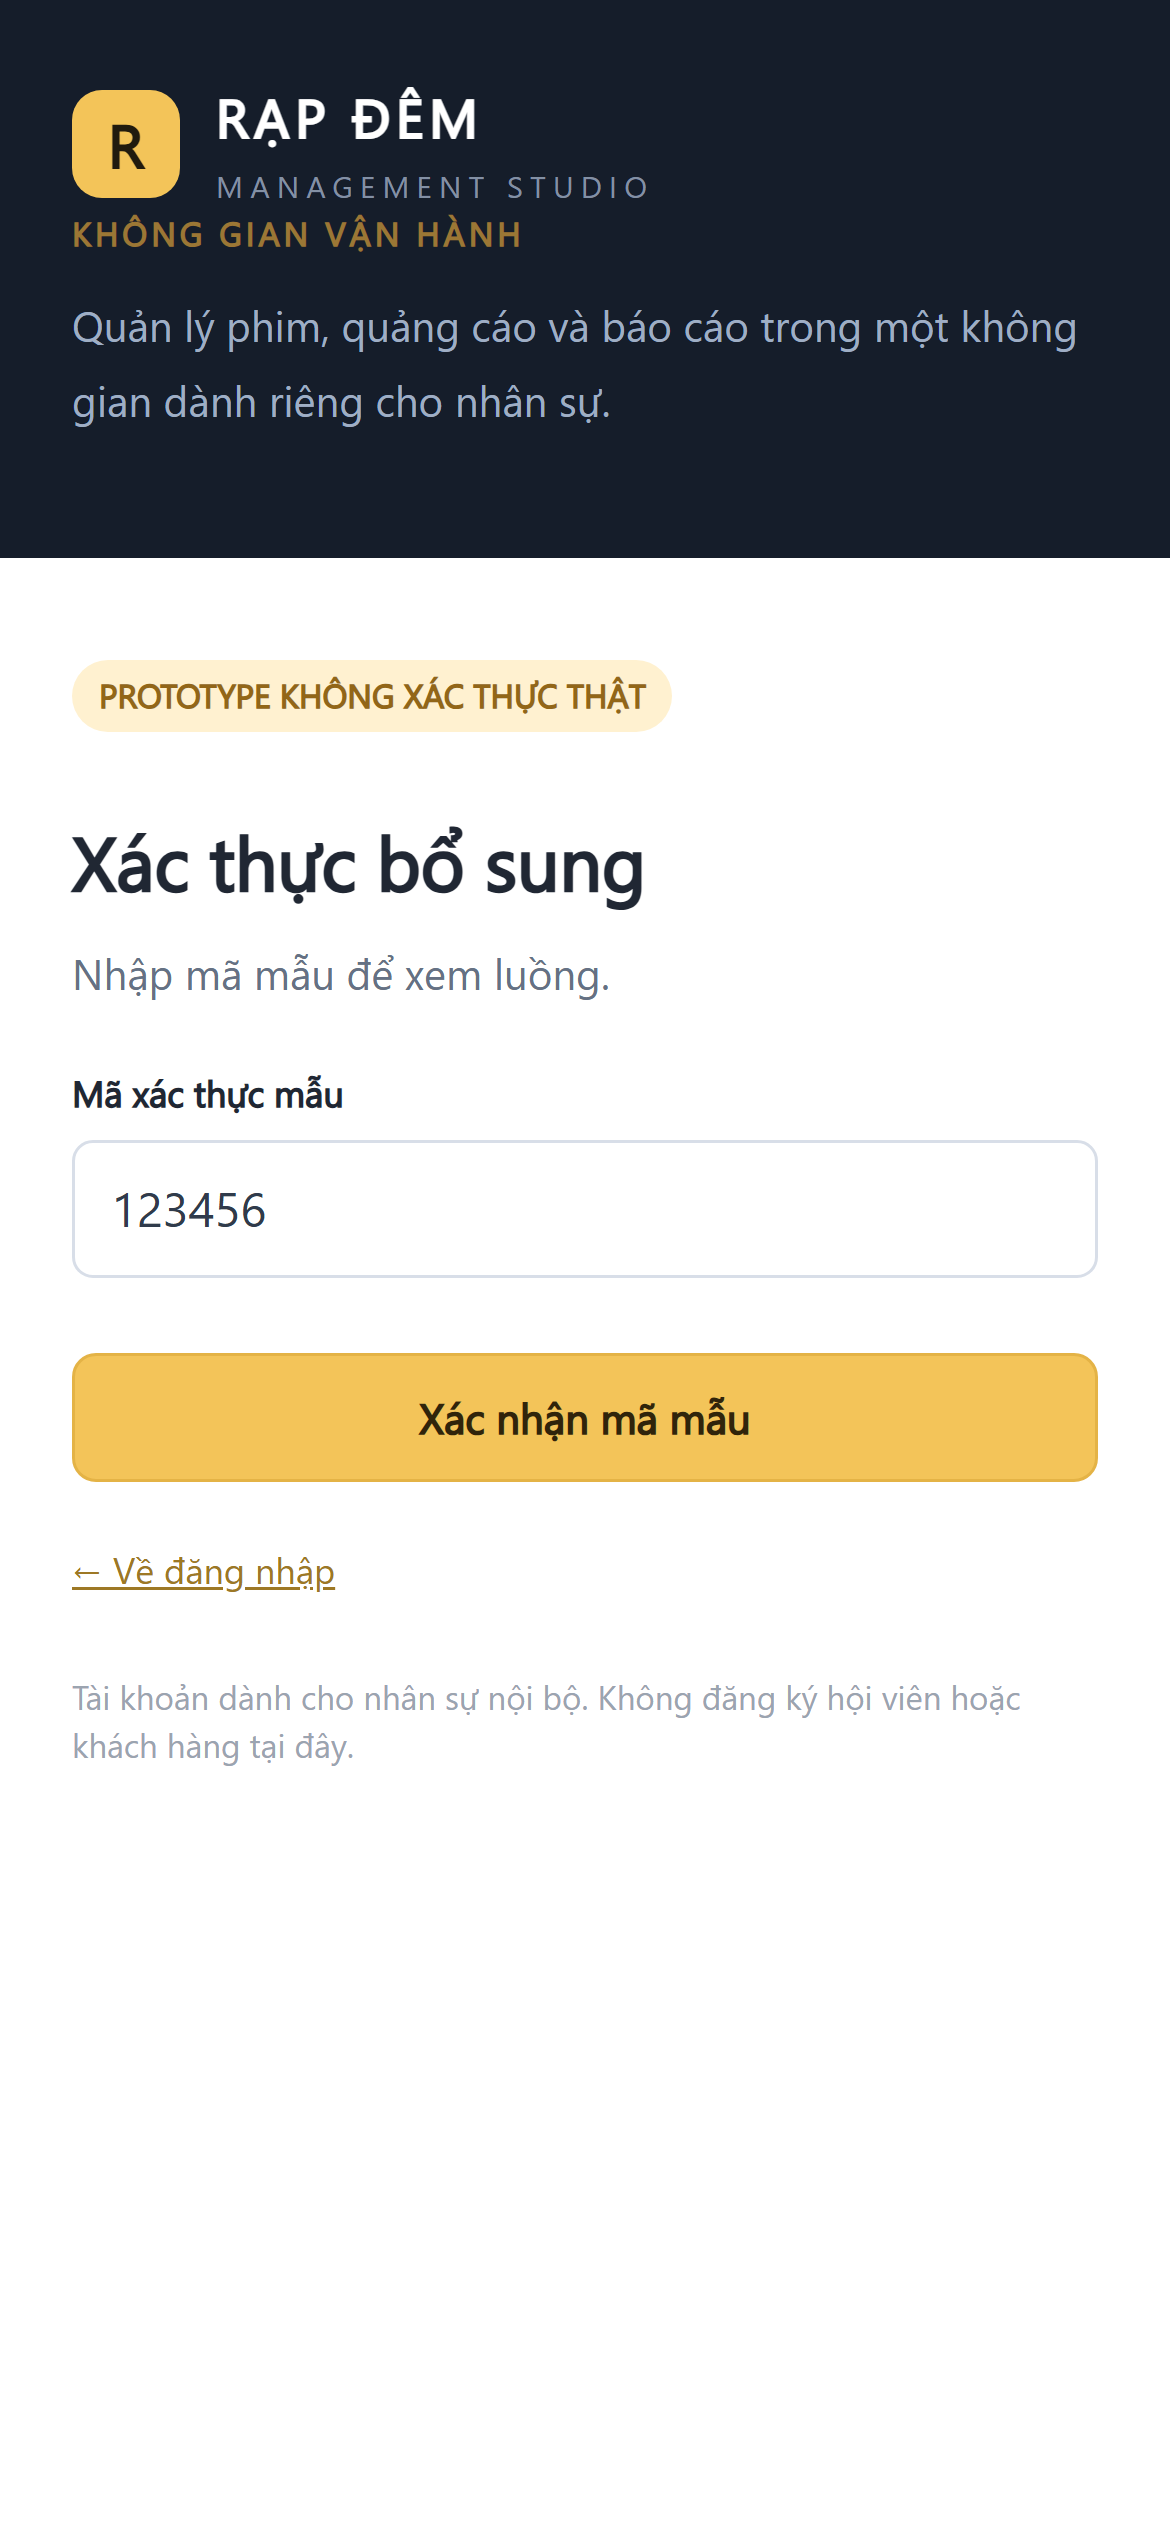 R
RẠP ĐÊM
MANAGEMENT STUDIO
KHÔNG GIAN VẬN HÀNH
Quản lý phim, quảng cáo và báo cáo trong một không
gian dành riêng cho nhân sự.
PROTOTYPE KHÔNG XÁC THỰC THẬT
Xác thực bổ sung
Nhập mã mẫu để xem luồng.
Mã xác thực mẫu
123456
Xác nhận mã mẫu
← Về đăng nhập
Tài khoản dành cho nhân sự nội bộ. Không đăng ký hội viên hoặc
khách hàng tại đây.